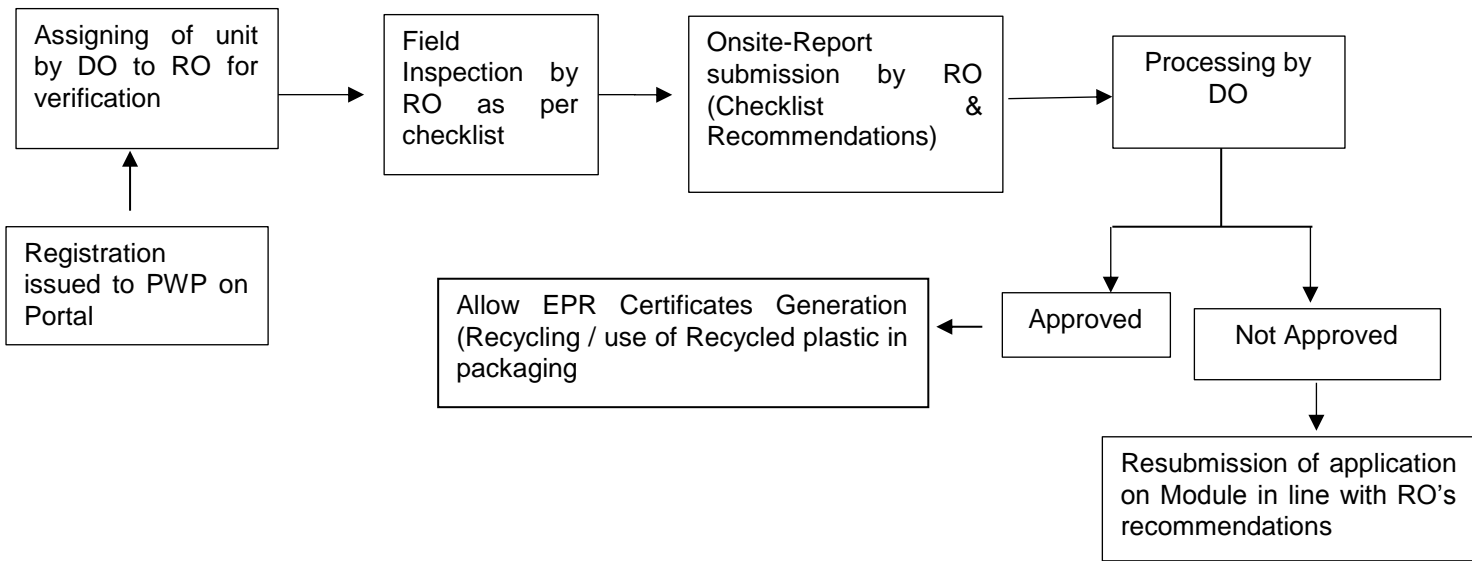 Assigning of unit
by DO to RO for
verification
Field
Inspection by
RO as per
checklist
Onsite-Report
submission by RO
(Checklist &
Recommendations)
Processing by
DO
Registration
issued to PWP on
Portal
Allow EPR Certificates Generation
(Recycling / use of Recycled plastic in
packaging
Approved
Not Approved
Resubmission of application
on Module in line with RO’s
recommendations